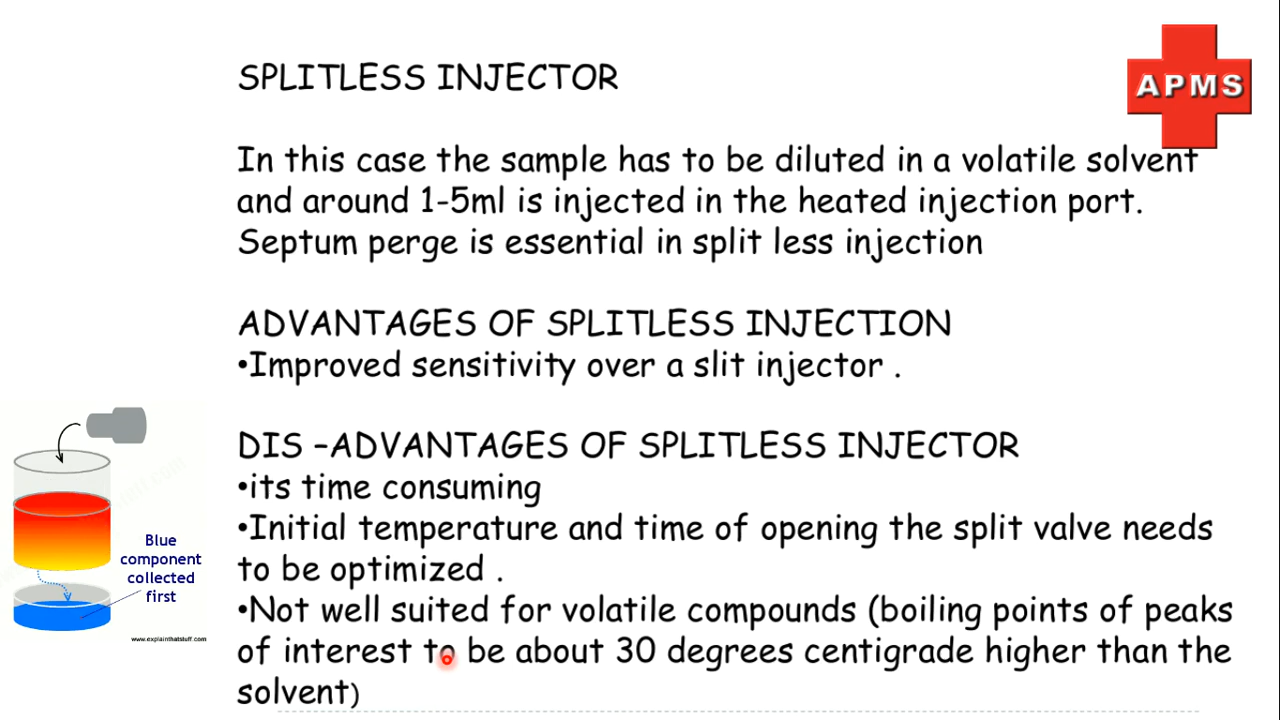 SPLITLESS INJECTOR
APMS
In this case the sample has to be diluted in a volatile solvent
and around 1-5ml is injected in the heated injection port.
Septum perge is essential in split less injection
ADVANTAGES OF SPLITLESS INJECTION
•Improved sensitivity over a slit injector .
DIS –ADVANTAGES OF SPLITLESS INJECTOR
•its time consuming
•Initial temperature and time of opening the split valve needs
to be optimized .
•Not well suited for volatile compounds (boiling points of peaks
of interest to be about 30 degrees centigrade higher than the
solvent)
Blue
component
collected
first
www.explainthatstuff.com